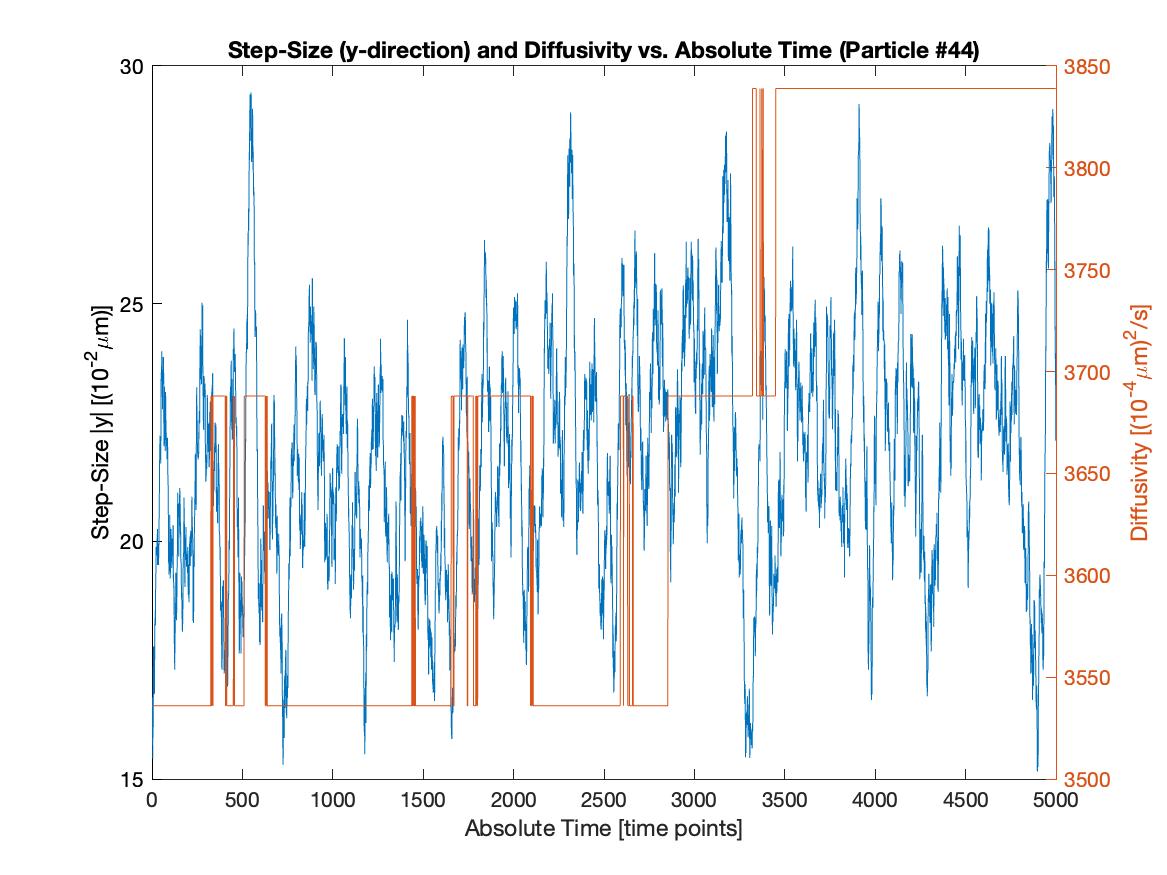 Step-Size (y-direction) and Diffusivity vs. Absolute Time (Particle #44)
30
25
20
15
Step-Size |y| [(10⁻² μm)]
0 500 1000 1500 2000 2500 3000 3500 4000 4500 5000
Absolute Time [time points]
3850
3800
3750
3700
3650
3600
3550
3500
Diffusivity [(10⁻⁴ μm)²/s]